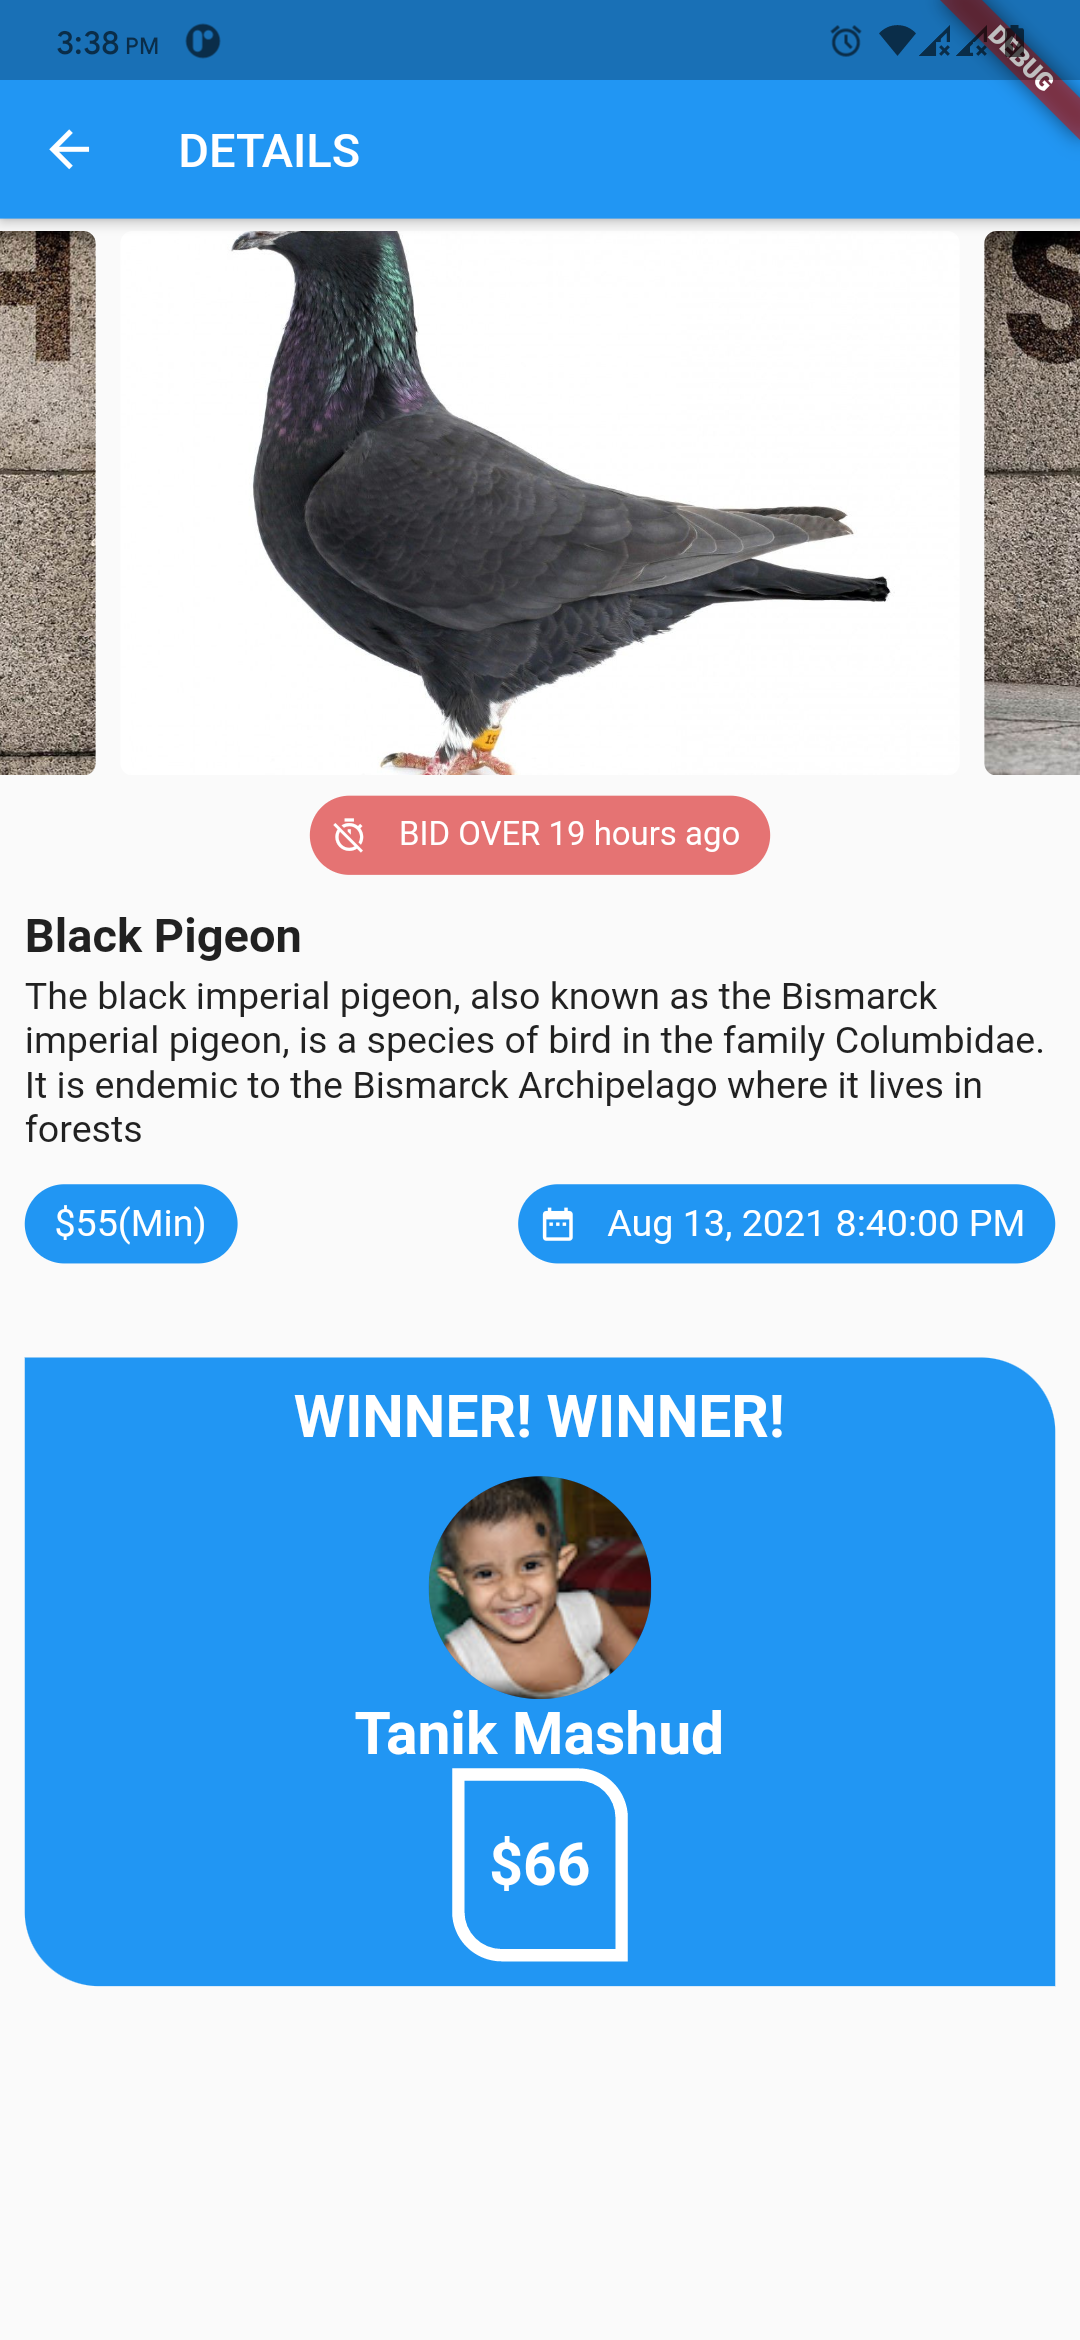 3:38 PM
DEBUG
DETAILS
H
S
15
BID OVER 19 hours ago
Black Pigeon
The black imperial pigeon, also known as the Bismarck
imperial pigeon, is a species of bird in the family Columbidae.
It is endemic to the Bismarck Archipelago where it lives in
forests
$55(Min)
Aug 13, 2021 8:40:00 PM
WINNER! WINNER!
Tanik Mashud
$66